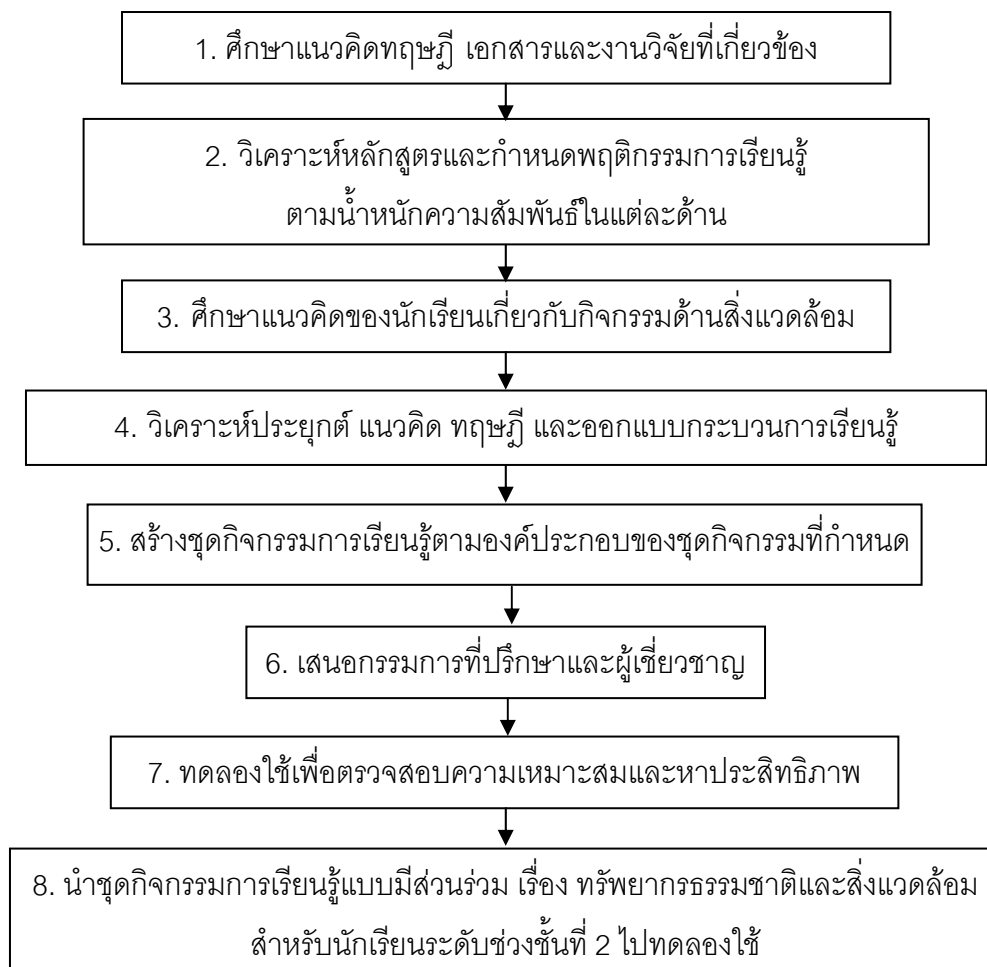 1. ศึกษาแนวคิดทฤษฎี เอกสารและงานวิจัยที่เกี่ยวข้อง
2. วิเคราะห์หลักสูตรและกำหนดพฤติกรรมการเรียนรู้
ตามน้ำหนักความสัมพันธ์ในแต่ละด้าน
3. ศึกษาแนวคิดของนักเรียนเกี่ยวกับกิจกรรมด้านสิ่งแวดล้อม
4. วิเคราะห์ประยุกต์ แนวคิด ทฤษฎี และออกแบบกระบวนการเรียนรู้
5. สร้างชุดกิจกรรมการเรียนรู้ตามองค์ประกอบของชุดกิจกรรมที่กำหนด
6. เสนอกรรมการที่ปรึกษาและผู้เชี่ยวชาญ
7. ทดลองใช้เพื่อตรวจสอบความเหมาะสมและหาประสิทธิภาพ
8. นำชุดกิจกรรมการเรียนรู้แบบมีส่วนร่วม เรื่อง ทรัพยากรธรรมชาติและสิ่งแวดล้อม
สำหรับนักเรียนระดับช่วงชั้นที่ 2 ไปทดลองใช้